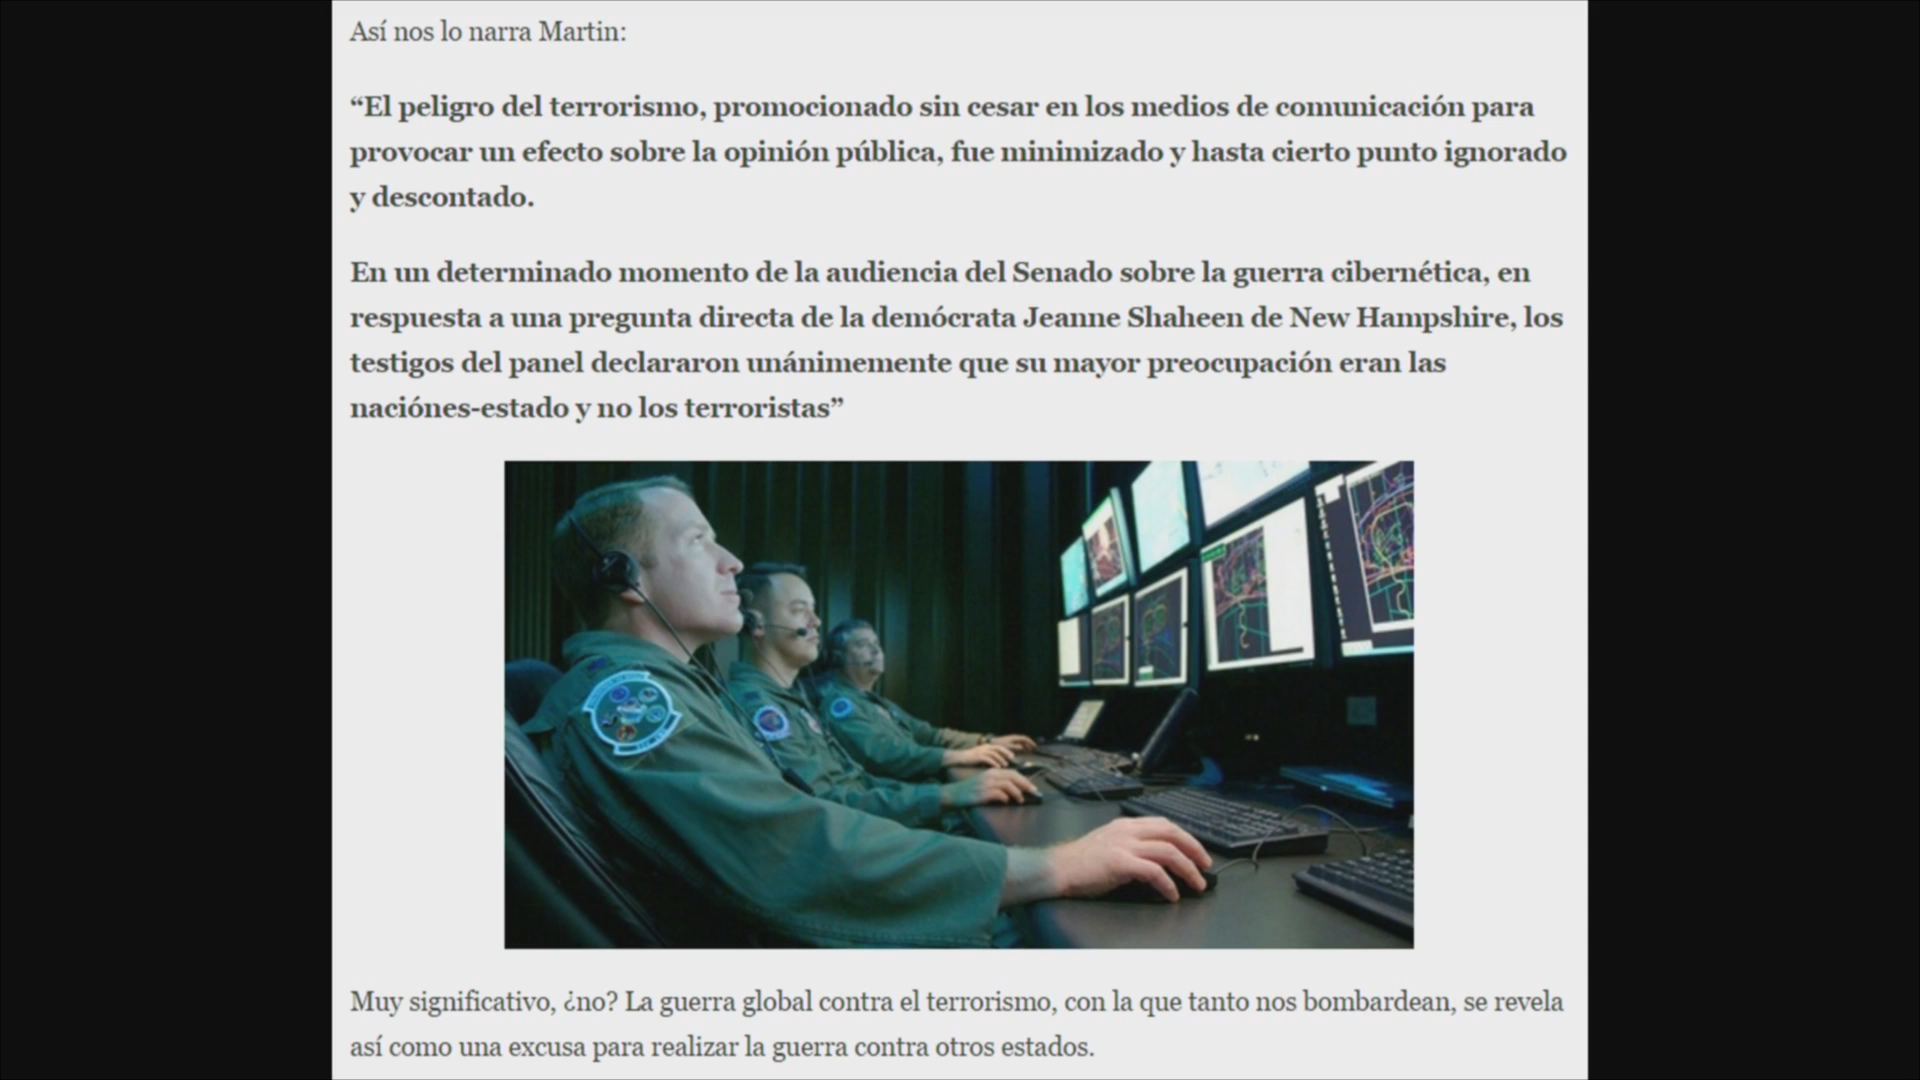 Así nos lo narra Martin:
“El peligro del terrorismo, promocionado sin cesar en los medios de comunicación para
provocar un efecto sobre la opinión pública, fue minimizado y hasta cierto punto ignorado
y descontado.
En un determinado momento de la audiencia del Senado sobre la guerra cibernética, en
respuesta a una pregunta directa de la demócrata Jeanne Shaheen de New Hampshire, los
testigos del panel declararon unánimemente que su mayor preocupación eran las
naciónes-estado y no los terroristas”
Muy significativo, ¿no? La guerra global contra el terrorismo, con la que tanto nos bombardean, se revela
así como una excusa para realizar la guerra contra otros estados.